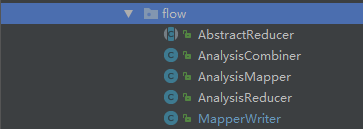 flow
AbstractReducer
AnalysisCombiner
AnalysisMapper
AnalysisReducer
MapperWriter